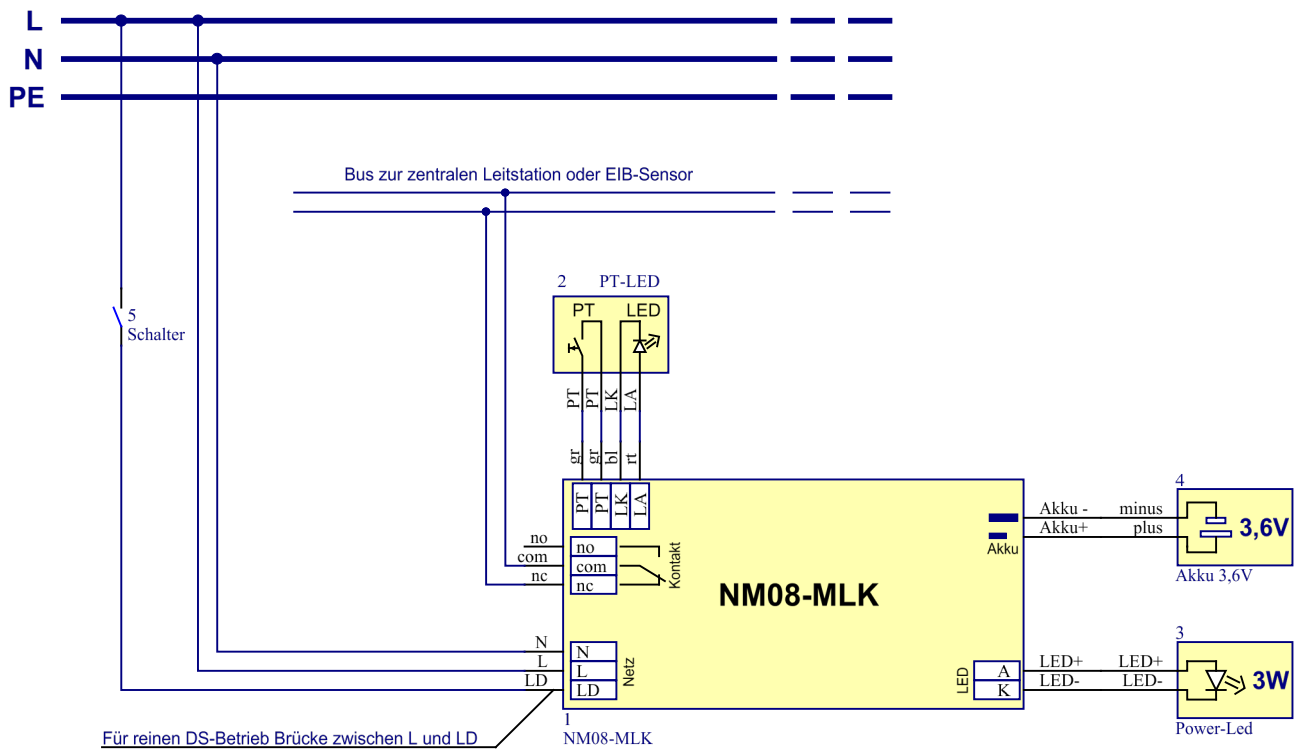 L
N
PE
Bus zur zentralen Leitstation oder EIB-Sensor
2 PT-LED
PT LED
5
Schalter
PT PT LK LA
gr gr bl rt
PT PT LK LA
4
Akku - minus
Akku+ plus
3,6V
Akku
Akku 3,6V
no no
com com
nc nc
Kontakt
NM08-MLK
N N
L L
LD LD
Netz
3
LED
A LED+ LED+
K LED- LED-
3W
Power-Led
1
NM08-MLK
Für reinen DS-Betrieb Brücke zwischen L und LD